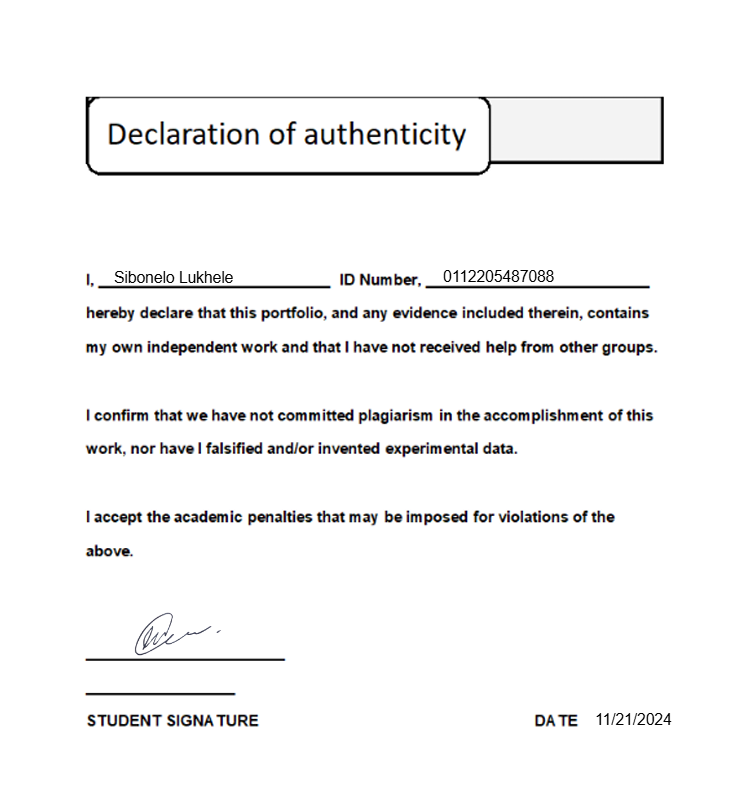 Declaration of authenticity
I, Sibonelo Lukhele ID Number, 0112205487088
hereby declare that this portfolio, and any evidence included therein, contains
my own independent work and that I have not received help from other groups.
I confirm that we have not committed plagiarism in the accomplishment of this
work, nor have I falsified and/or invented experimental data.
I accept the academic penalties that may be imposed for violations of the
above.
STUDENT SIGNATURE DATE 11/21/2024